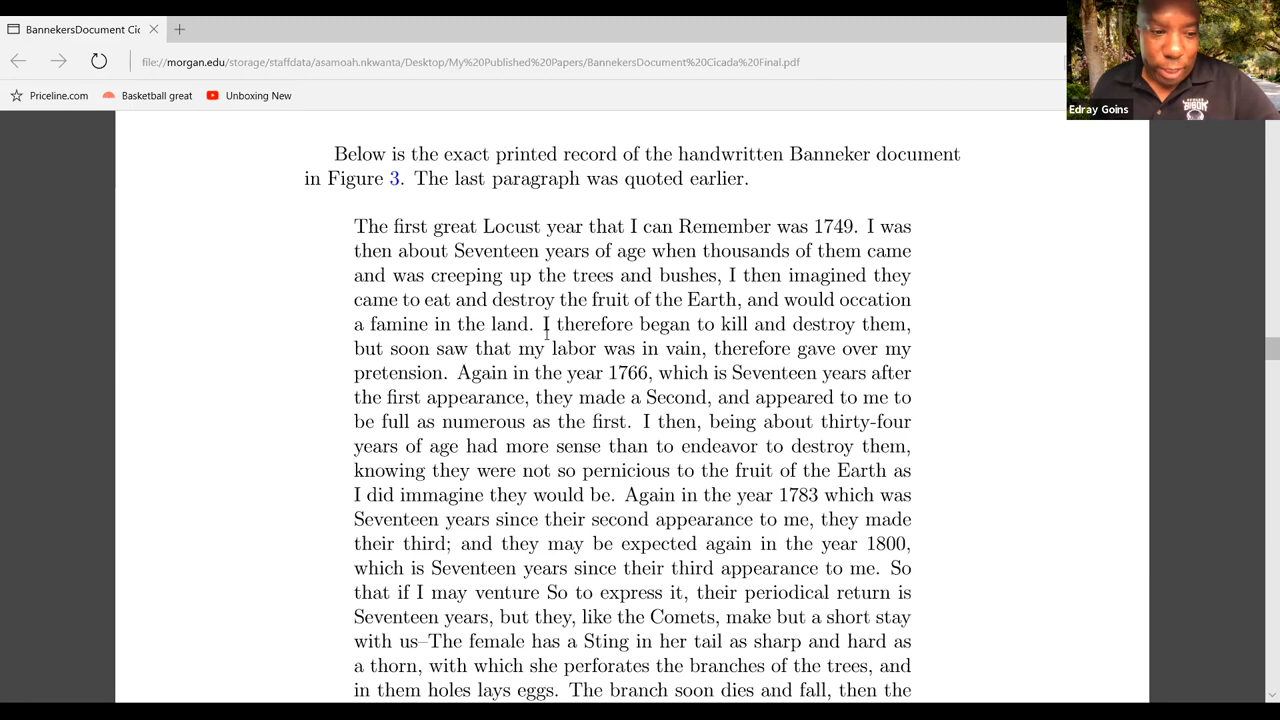 BannekersDocument Cic
file://morgan.edu/storage/staffdata/asamoah.nkwanta/Desktop/My%20Published%20Papers/BannekersDocument%20Cicada%20Final.pdf
Priceline.com Basketball great Unboxing New
Edray Goins
BISON
Below is the exact printed record of the handwritten Banneker document
in Figure 3. The last paragraph was quoted earlier.
The first great Locust year that I can Remember was 1749. I was
then about Seventeen years of age when thousands of them came
and was creeping up the trees and bushes, I then imagined they
came to eat and destroy the fruit of the Earth, and would occation
a famine in the land. I therefore began to kill and destroy them,
but soon saw that my labor was in vain, therefore gave over my
pretension. Again in the year 1766, which is Seventeen years after
the first appearance, they made a Second, and appeared to me to
be full as numerous as the first. I then, being about thirty-four
years of age had more sense than to endeavor to destroy them,
knowing they were not so pernicious to the fruit of the Earth as
I did immagine they would be. Again in the year 1783 which was
Seventeen years since their second appearance to me, they made
their third; and they may be expected again in the year 1800,
which is Seventeen years since their third appearance to me. So
that if I may venture So to express it, their periodical return is
Seventeen years, but they, like the Comets, make but a short stay
with us–The female has a Sting in her tail as sharp and hard as
a thorn, with which she perforates the branches of the trees, and
in them holes lays eggs. The branch soon dies and fall, then the